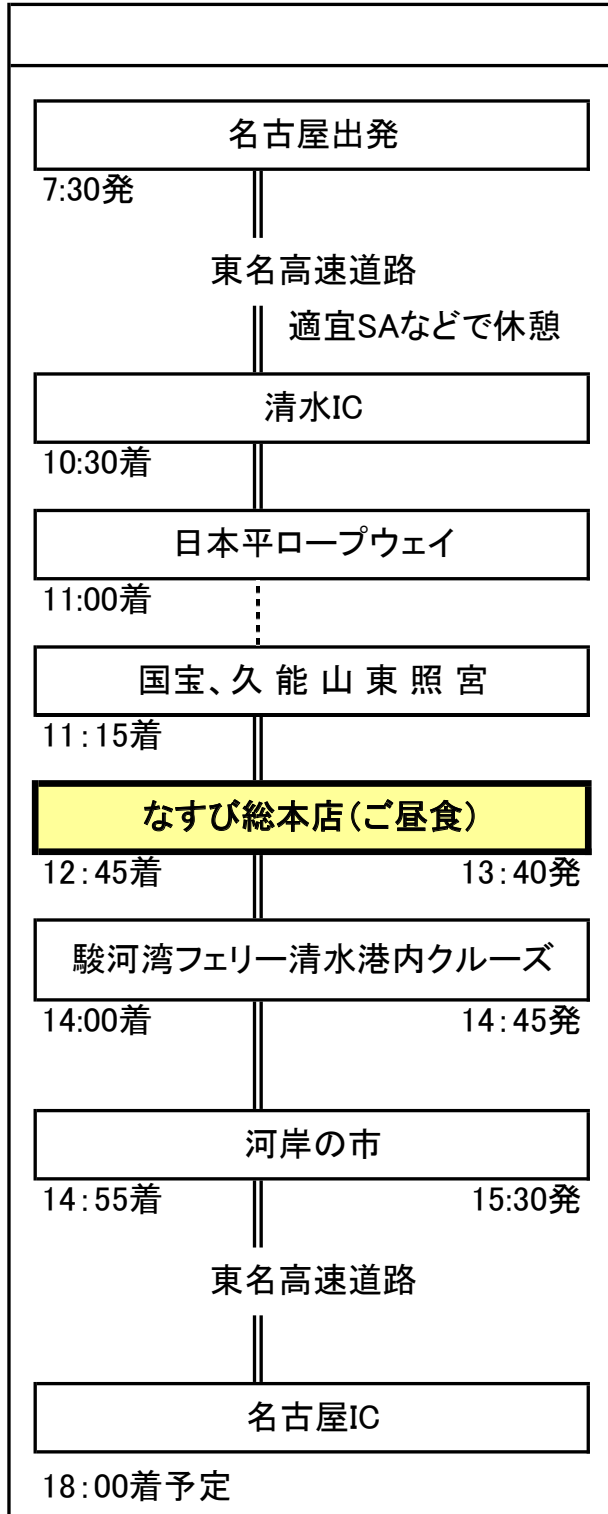 名古屋出発
7:30発
東名高速道路
適宜SAなどで休憩
清水IC
10:30着
日本平ロープウェイ
11:00着
国宝、久 能 山 東 照 宮
11：15着
なすび総本店（ご昼食）
12：45着 13：40発
駿河湾フェリー清水港内クルーズ
14:00着 14：45発
河岸の市
14：55着 15:30発
東名高速道路
名古屋IC
18：00着予定